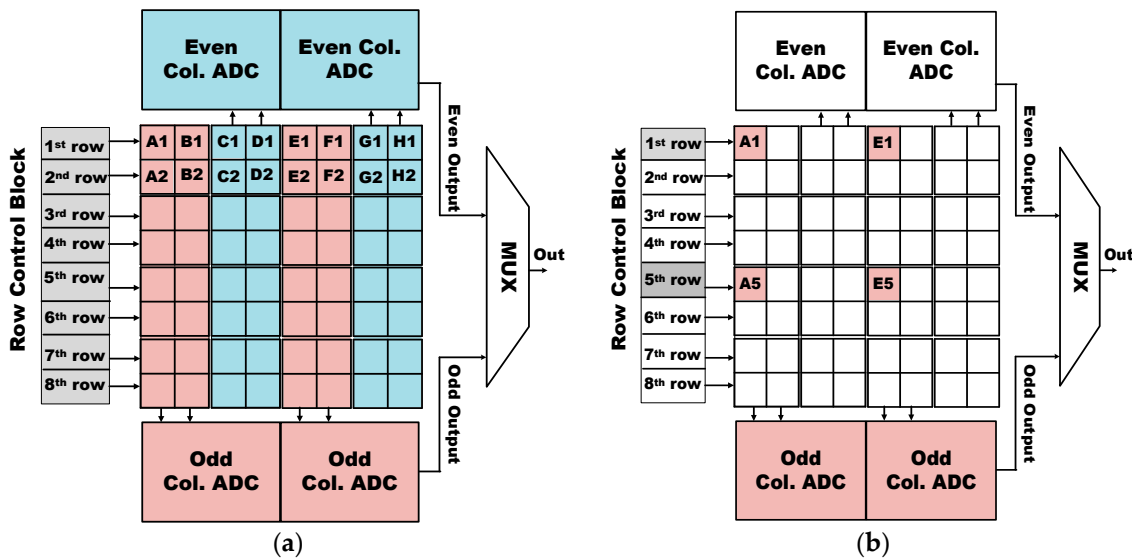 Even
Col. ADC
Even Col.
ADC
Even Output
Row Control Block
1st row
2nd row
3rd row
4th row
5th row
6th row
7th row
8th row
A1 B1 C1 D1 E1 F1 G1 H1
A2 B2 C2 D2 E2 F2 G2 H2
MUX
Out
Odd Output
Odd
Col. ADC
Odd
Col. ADC
(a)
Even
Col. ADC
Even Col.
ADC
Even Output
Row Control Block
1st row
2nd row
3rd row
4th row
5th row
6th row
7th row
8th row
A1 E1
A5 E5
MUX
Out
Odd Output
Odd
Col. ADC
Odd
Col. ADC
(b)